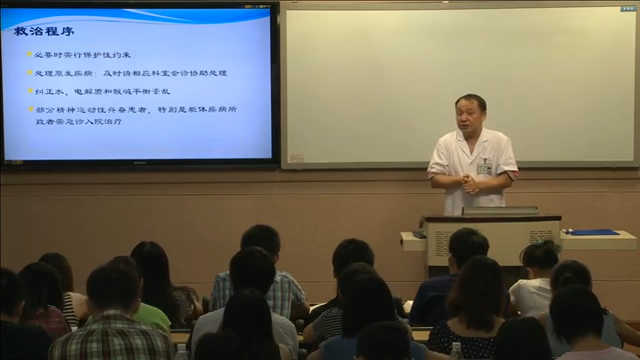 救治程序
必要时需行保护性约束
处理原发疾病：及时请相应科室会诊协助处理
纠正水、电解质和酸碱平衡紊乱
部分精神运动性兴奋患者，特别是躯体疾病所
致者需急诊入院治疗